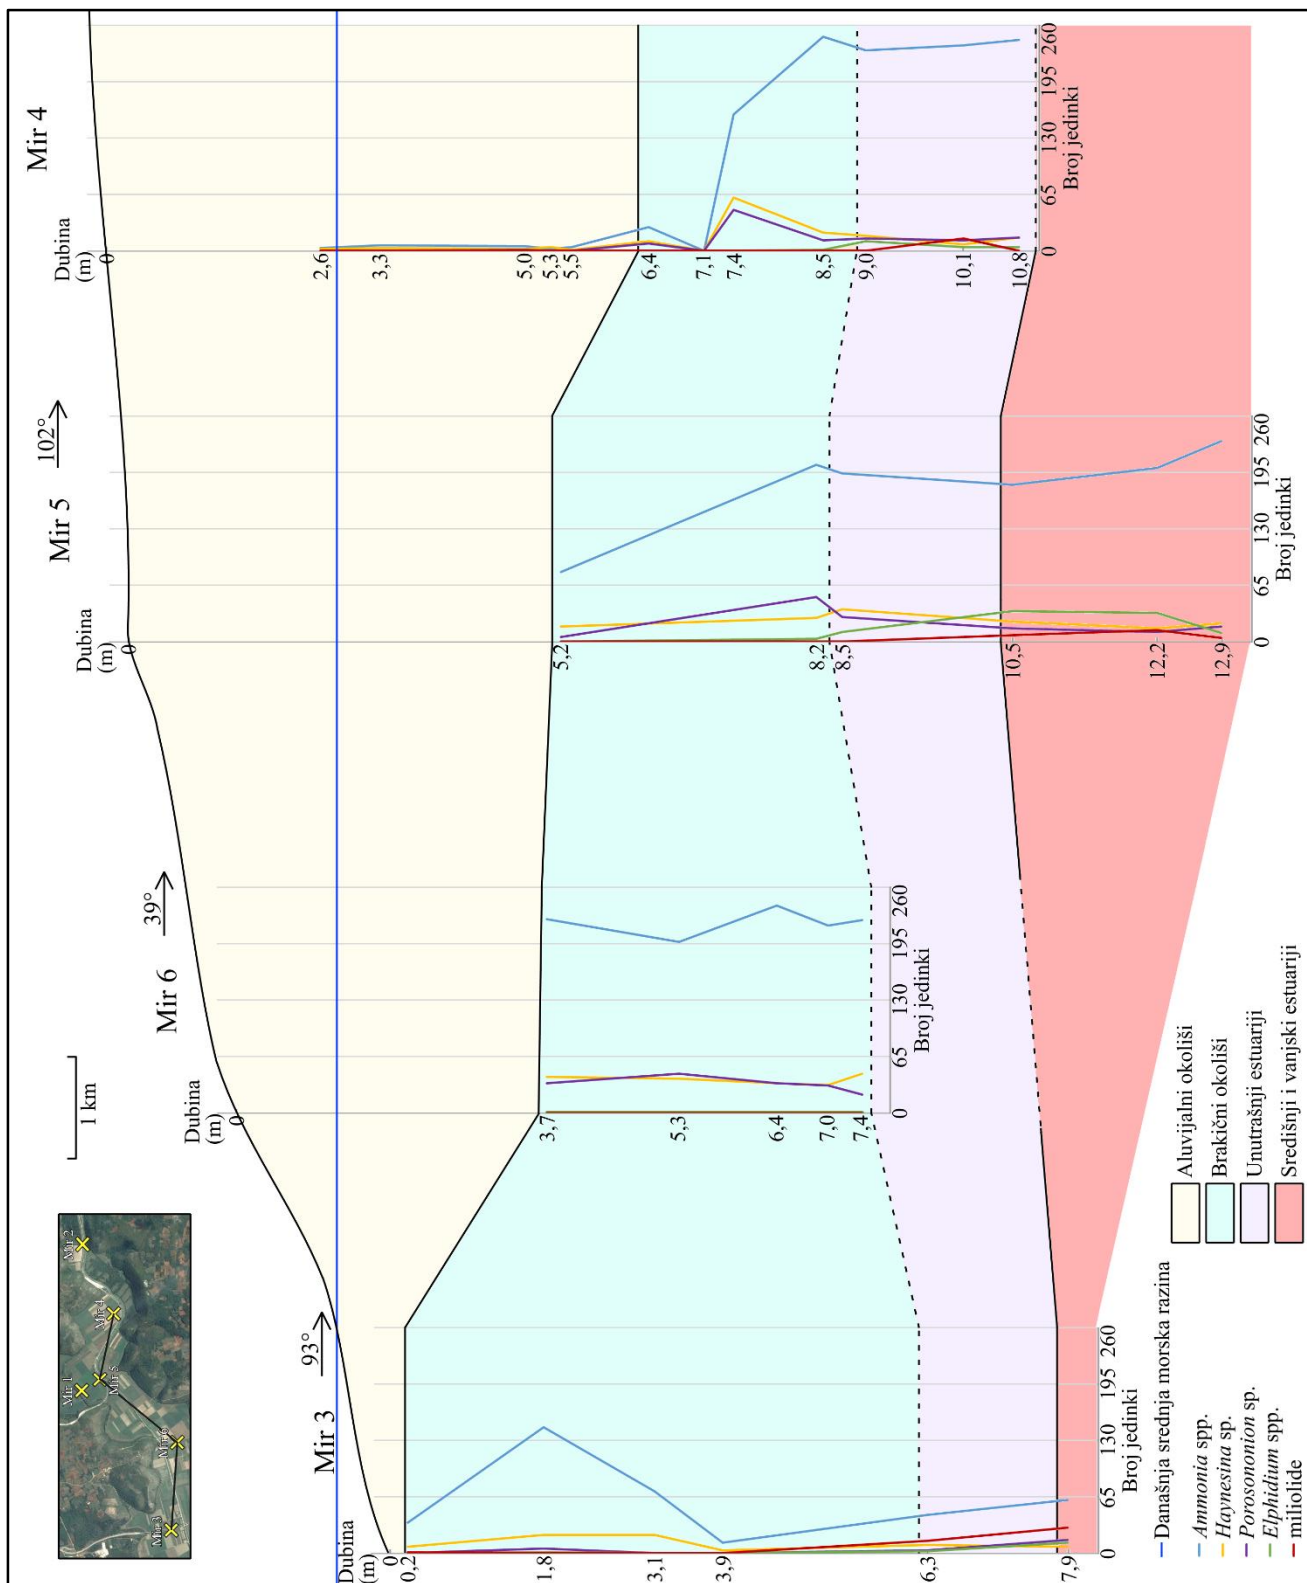 Mir 1
Mir 2
Mir 3
Mir 4
Mir 5
Mir 6
1 km
Mir 3
93°
Dubina
(m)
0
0,2
1,8
3,1
3,9
6,3
7,9
0
65
130
195
260
Broj jedinki
Mir 6
39°
Dubina
(m)
0
3,7
5,3
6,4
7,0
7,4
0
65
130
195
260
Broj jedinki
Mir 5
102°
Dubina
(m)
0
5,2
8,2
8,5
10,5
12,2
12,9
0
65
130
195
260
Broj jedinki
Mir 4
Dubina
(m)
0
2,6
3,3
5,0
5,3
5,5
6,4
7,1
7,4
8,5
9,0
10,1
10,8
0
65
130
195
260
Broj jedinki
Današnja srednja morska razina
Ammonia spp.
Haynesina sp.
Porosononion sp.
Elphidium spp.
miliolide
Aluvijalni okoliši
Brakični okoliši
Unutrašnji estuariji
Središnji i vanjski estuariji